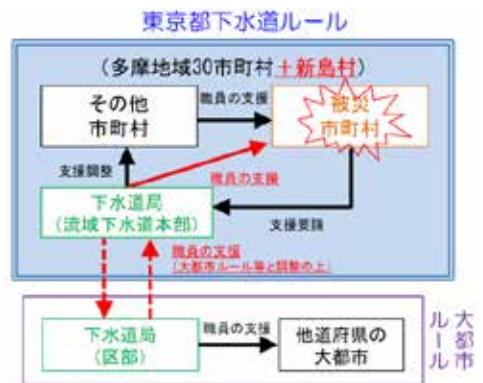 東京都下水道ルール
(多摩地域30市町村＋新島村)
その他
市町村
職員の支援
被災
市町村
支援調整
職員の支援
下水道局
(流域下水道本部)
支援要請
職員の支援
(大都市ルール等と調整の上)
下水道局
(区部)
職員の支援
他道府県の
大都市
大都市
ルール